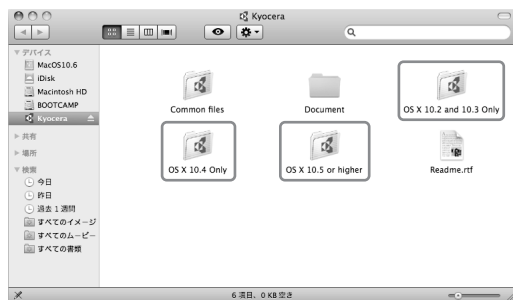 Kyocera
デバイス
MacOS10.6
iDisk
Macintosh HD
BOOTCAMP
Kyocera
共有
場所
検索
今日
昨日
過去 1 週間
すべてのイメージ
すべてのムービー
すべての書類
Common files
Document
OS X 10.2 and 10.3 Only
OS X 10.4 Only
OS X 10.5 or higher
Readme.rtf
6 項目、0 KB 空き